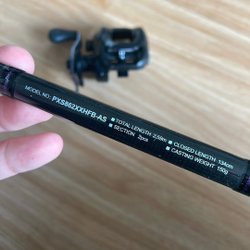 MODEL NO : PXS862XXHFB-AS
■ TOTAL LENGTH 2.59m ■ CLOSED LENGTH 134cm
■ SECTION 2pcs ■ CASTING WEIGHT 150g